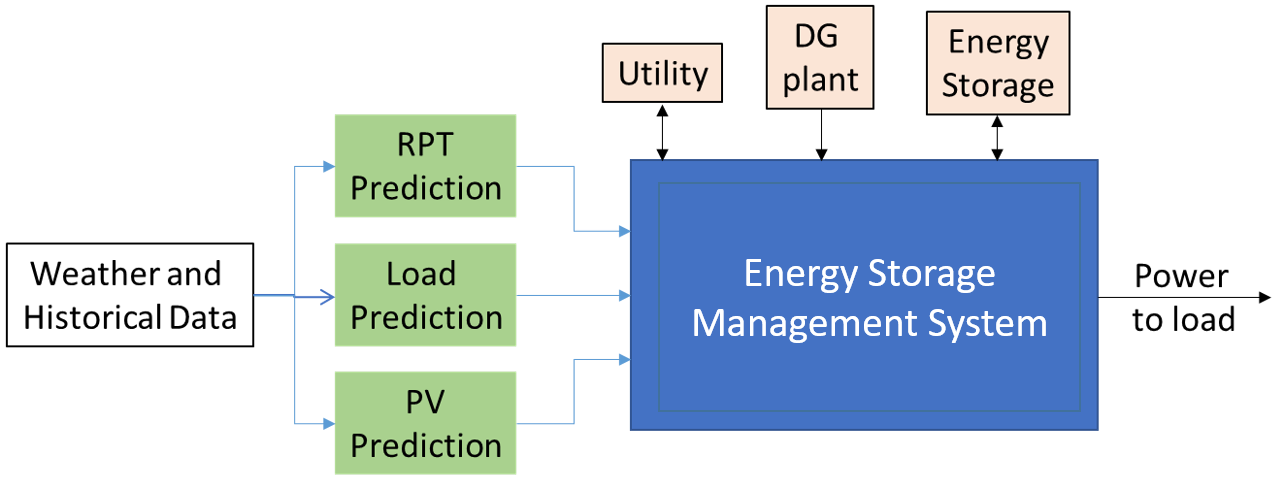 Utility
DG
plant
Energy
Storage
RPT
Prediction
Weather and
Historical Data
Load
Prediction
PV
Prediction
Energy Storage
Management System
Power
to load